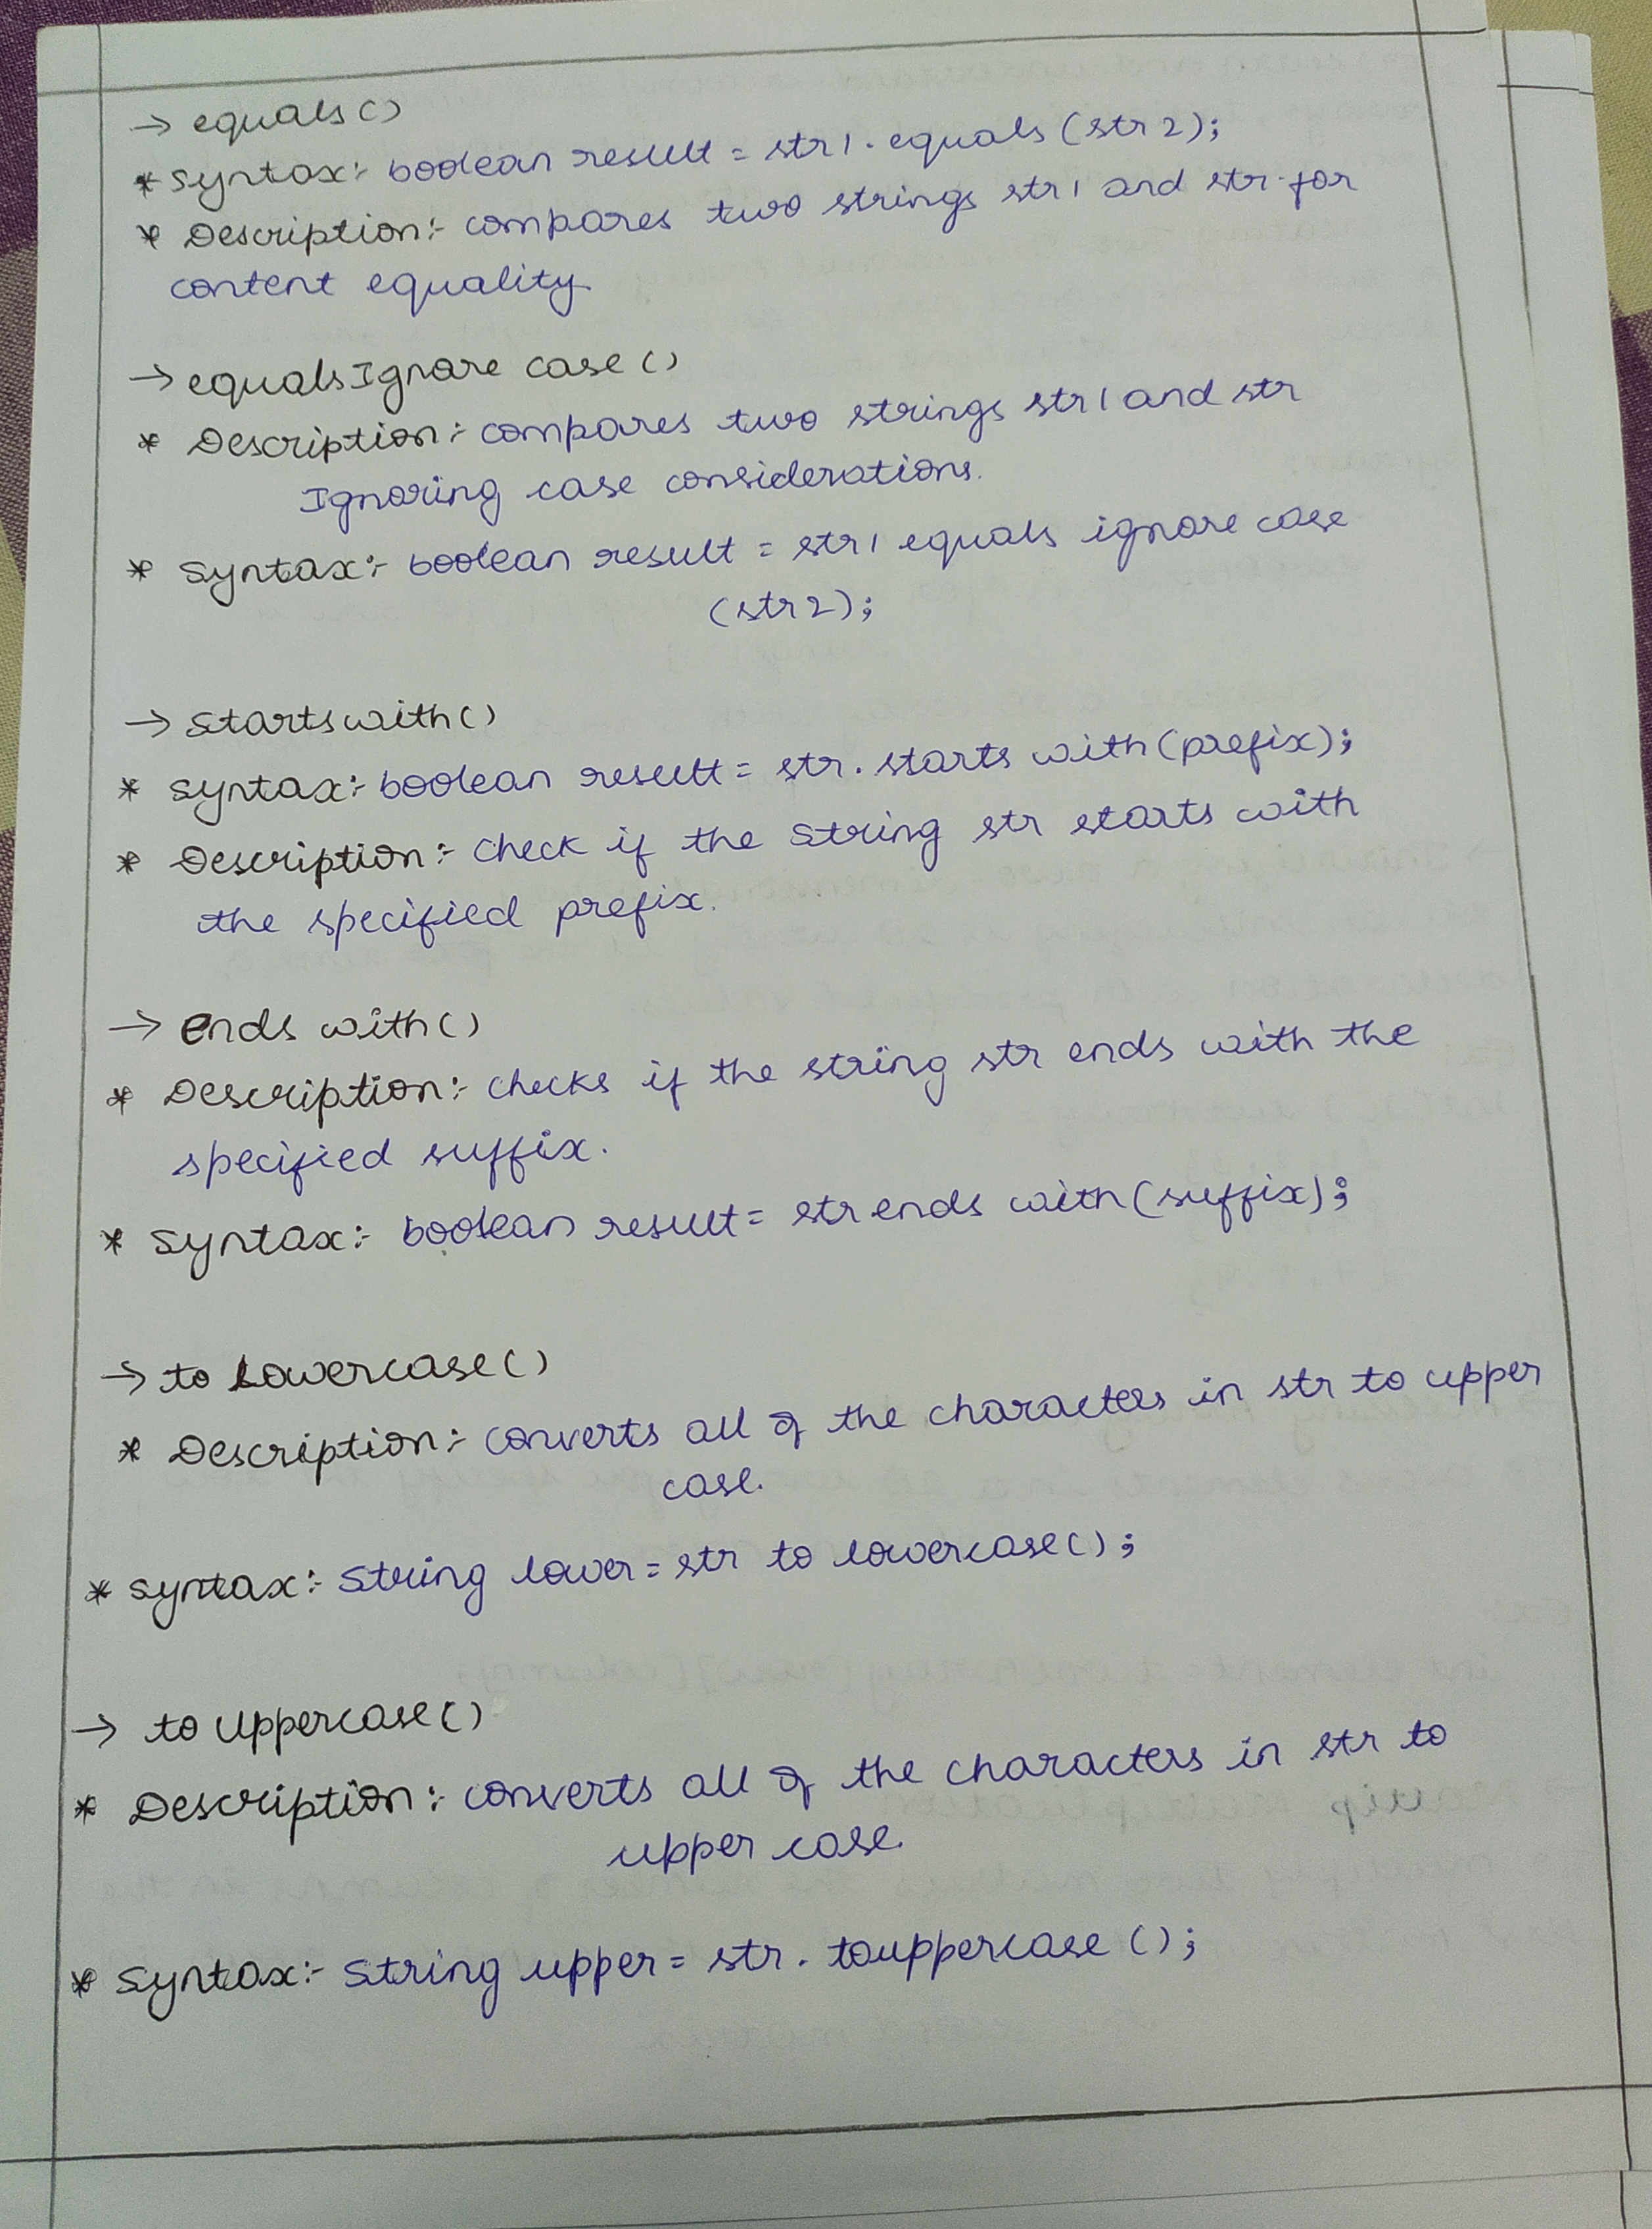 → equals()
* Syntax:- boolean result = str1. equals (str2);
* Description:- compares two strings str1 and str for
content equality
→ equalsIgnore case ()
* Description:- compares two strings str1 and str
Ignoring case considerations.
* Syntax:- boolean result = str1 equals ignore case
(str2);
→ Starts with()
* Syntax:- boolean result = str. starts with (prefix);
* Description:- check if the String str starts with
the specified prefix.
→ Ends with()
* Description:- checks if the string str ends with the
specified suffix.
* Syntax:- boolean result = str ends with (suffix);
→ to Lowercase()
* Description:- converts all of the characters in str to upper
case.
* Syntax:- String lower = str to lowercase();
→ to Uppercase()
* Description:- converts all of the characters in str to
upper case.
* Syntax:- String upper = str. touppercase ();